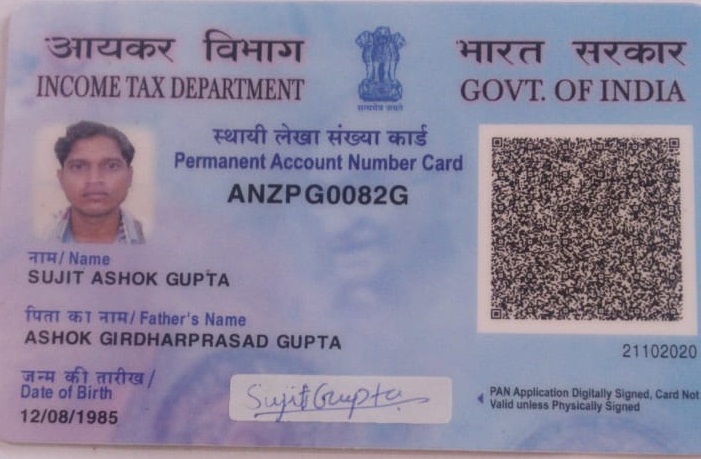 आयकर विभाग
INCOME TAX DEPARTMENT
सत्यमेव जयते
भारत सरकार
GOVT. OF INDIA
स्थायी लेखा संख्या कार्ड
Permanent Account Number Card
ANZPG0082G
नाम/ Name
SUJIT ASHOK GUPTA
पिता का नाम/ Father's Name
ASHOK GIRDHARPRASAD GUPTA
जन्म की तारीख/
Date of Birth
12/08/1985
Sujit Gupta
21102020
PAN Application Digitally Signed, Card Not
Valid unless Physically Signed